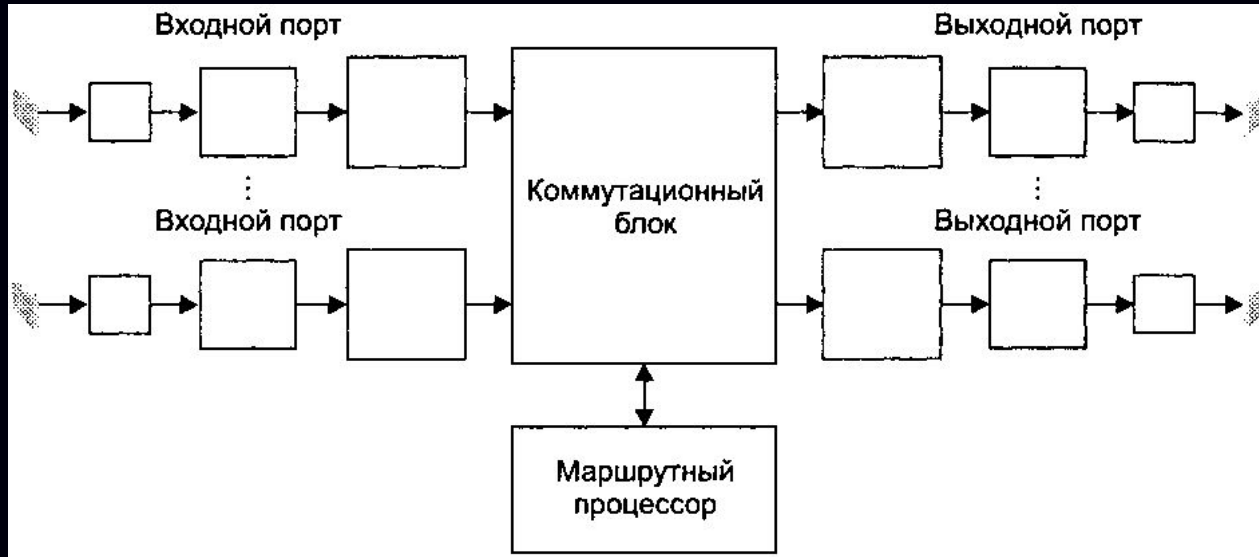 Входной порт
Выходной порт
Входной порт
Коммутационный
блок
Выходной порт
Маршрутный
процессор